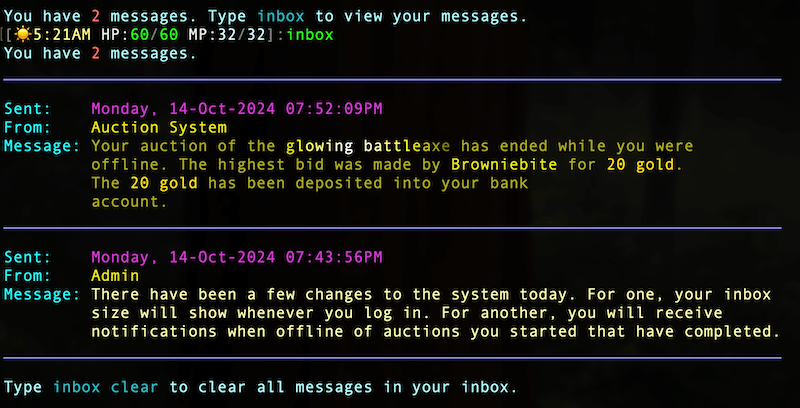 You have 2 messages. Type inbox to view your messages.
[[☀️5:21AM HP:60/60 MP:32/32]:inbox
You have 2 messages.
Sent: Monday, 14-Oct-2024 07:52:09PM
From: Auction System
Message: Your auction of the glowing battleaxe has ended while you were
offline. The highest bid was made by Browniebite for 20 gold.
The 20 gold has been deposited into your bank
account.
Sent: Monday, 14-Oct-2024 07:43:56PM
From: Admin
Message: There have been a few changes to the system today. For one, your inbox
size will show whenever you log in. For another, you will receive
notifications when offline of auctions you started that have completed.
Type inbox clear to clear all messages in your inbox.